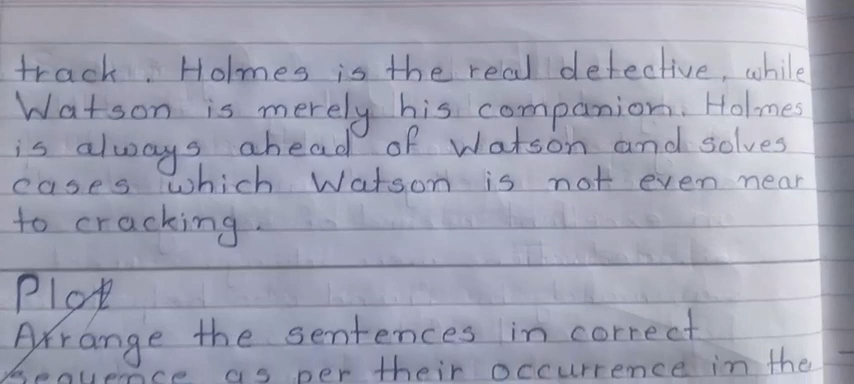 track. Holmes is the real detective, while
Watson is merely his companion. Holmes
is always ahead of Watson and solves
cases which Watson is not even near
to cracking.
Plot
Arrange the sentences in correct
sequence as per their occurrence in the